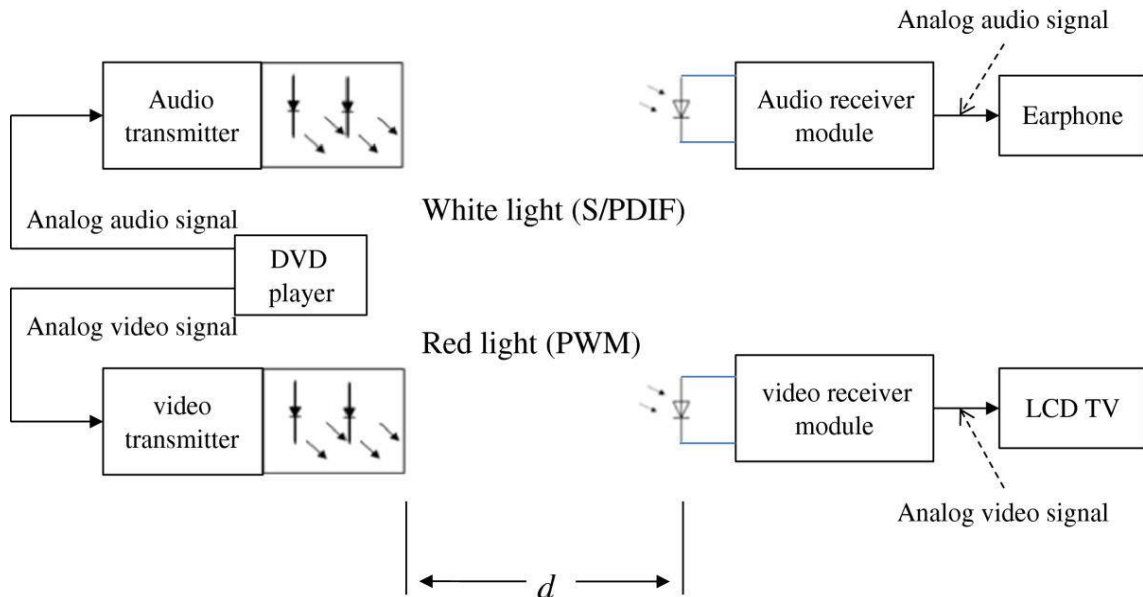 Analog audio signal
Audio
transmitter
Audio receiver
module
Earphone
White light (S/PDIF)
Analog audio signal
DVD
player
Analog video signal
Red light (PWM)
video
transmitter
video receiver
module
LCD TV
Analog video signal
d